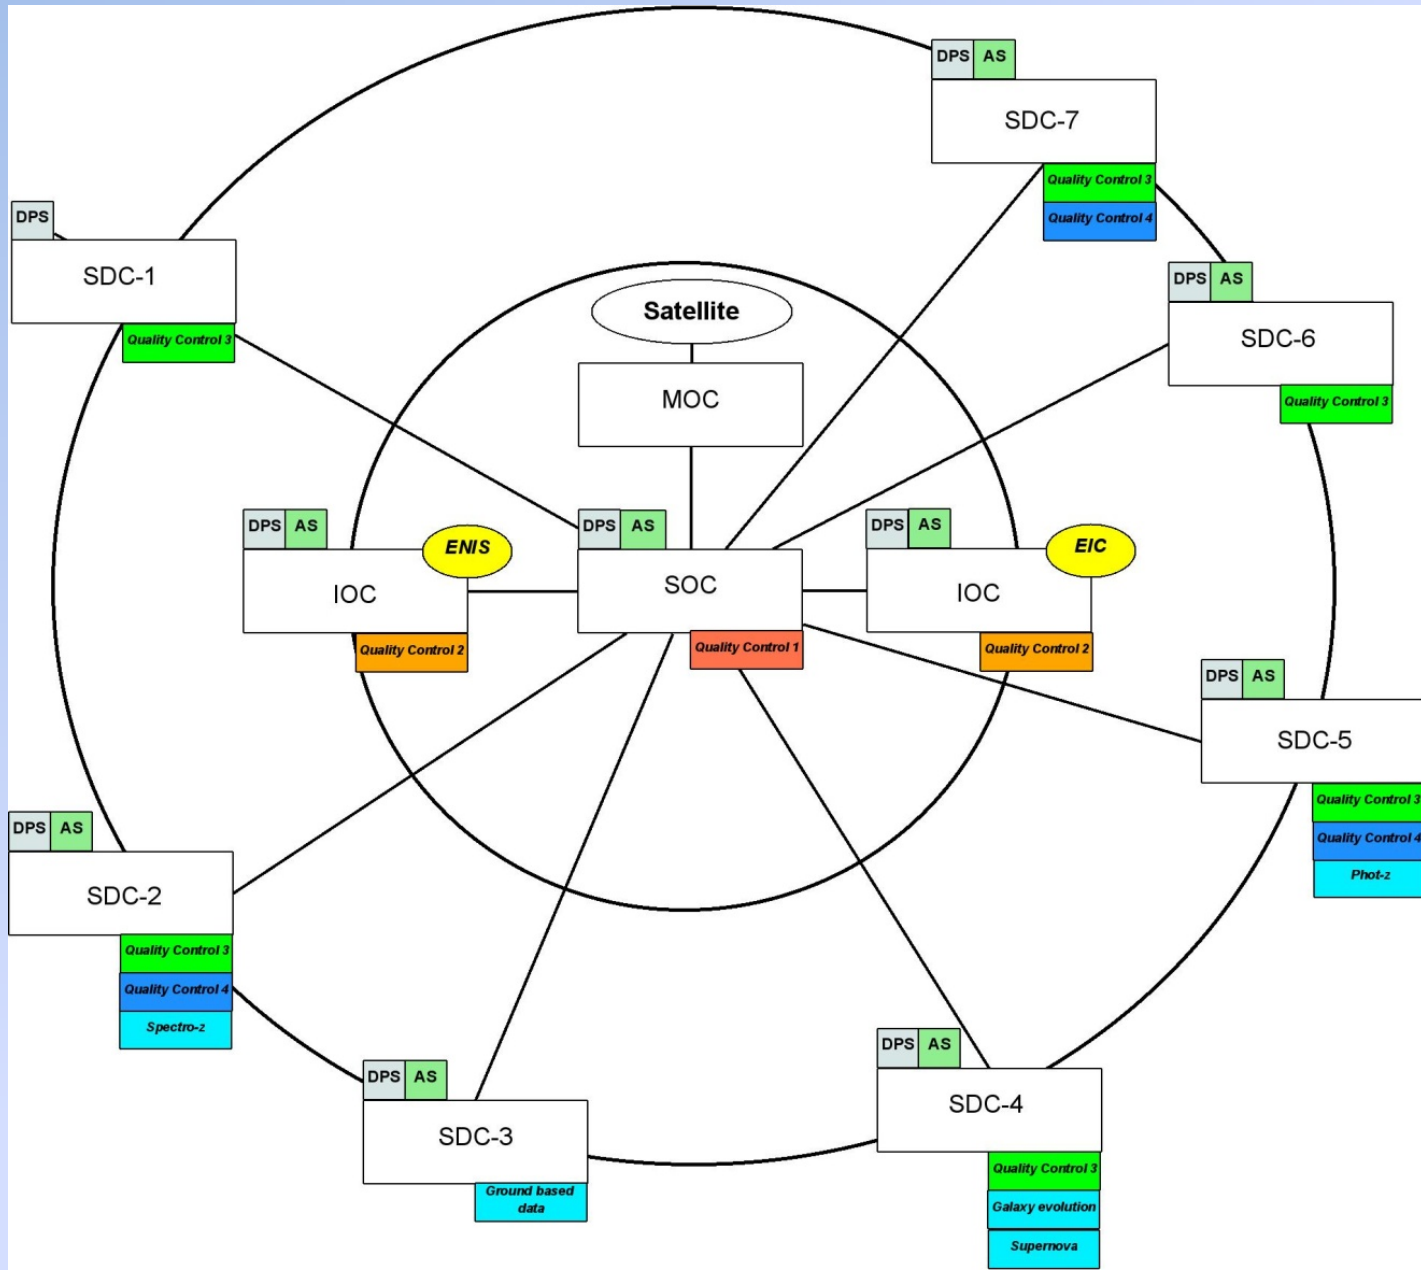 DPS AS
SDC-7
Quality Control 3
Quality Control 4
DPS
SDC-1
Quality Control 3
DPS AS
SDC-6
Quality Control 3
Satellite
MOC
DPS AS
ENIS
IOC
Quality Control 2
DPS AS
SOC
Quality Control 1
DPS AS
EIC
IOC
Quality Control 2
DPS AS
SDC-5
Quality Control 3
Quality Control 4
Phot-z
DPS AS
SDC-2
Quality Control 3
Quality Control 4
Spectro-z
DPS AS
SDC-3
Ground based
data
DPS AS
SDC-4
Quality Control 3
Galaxy evolution
Supernova